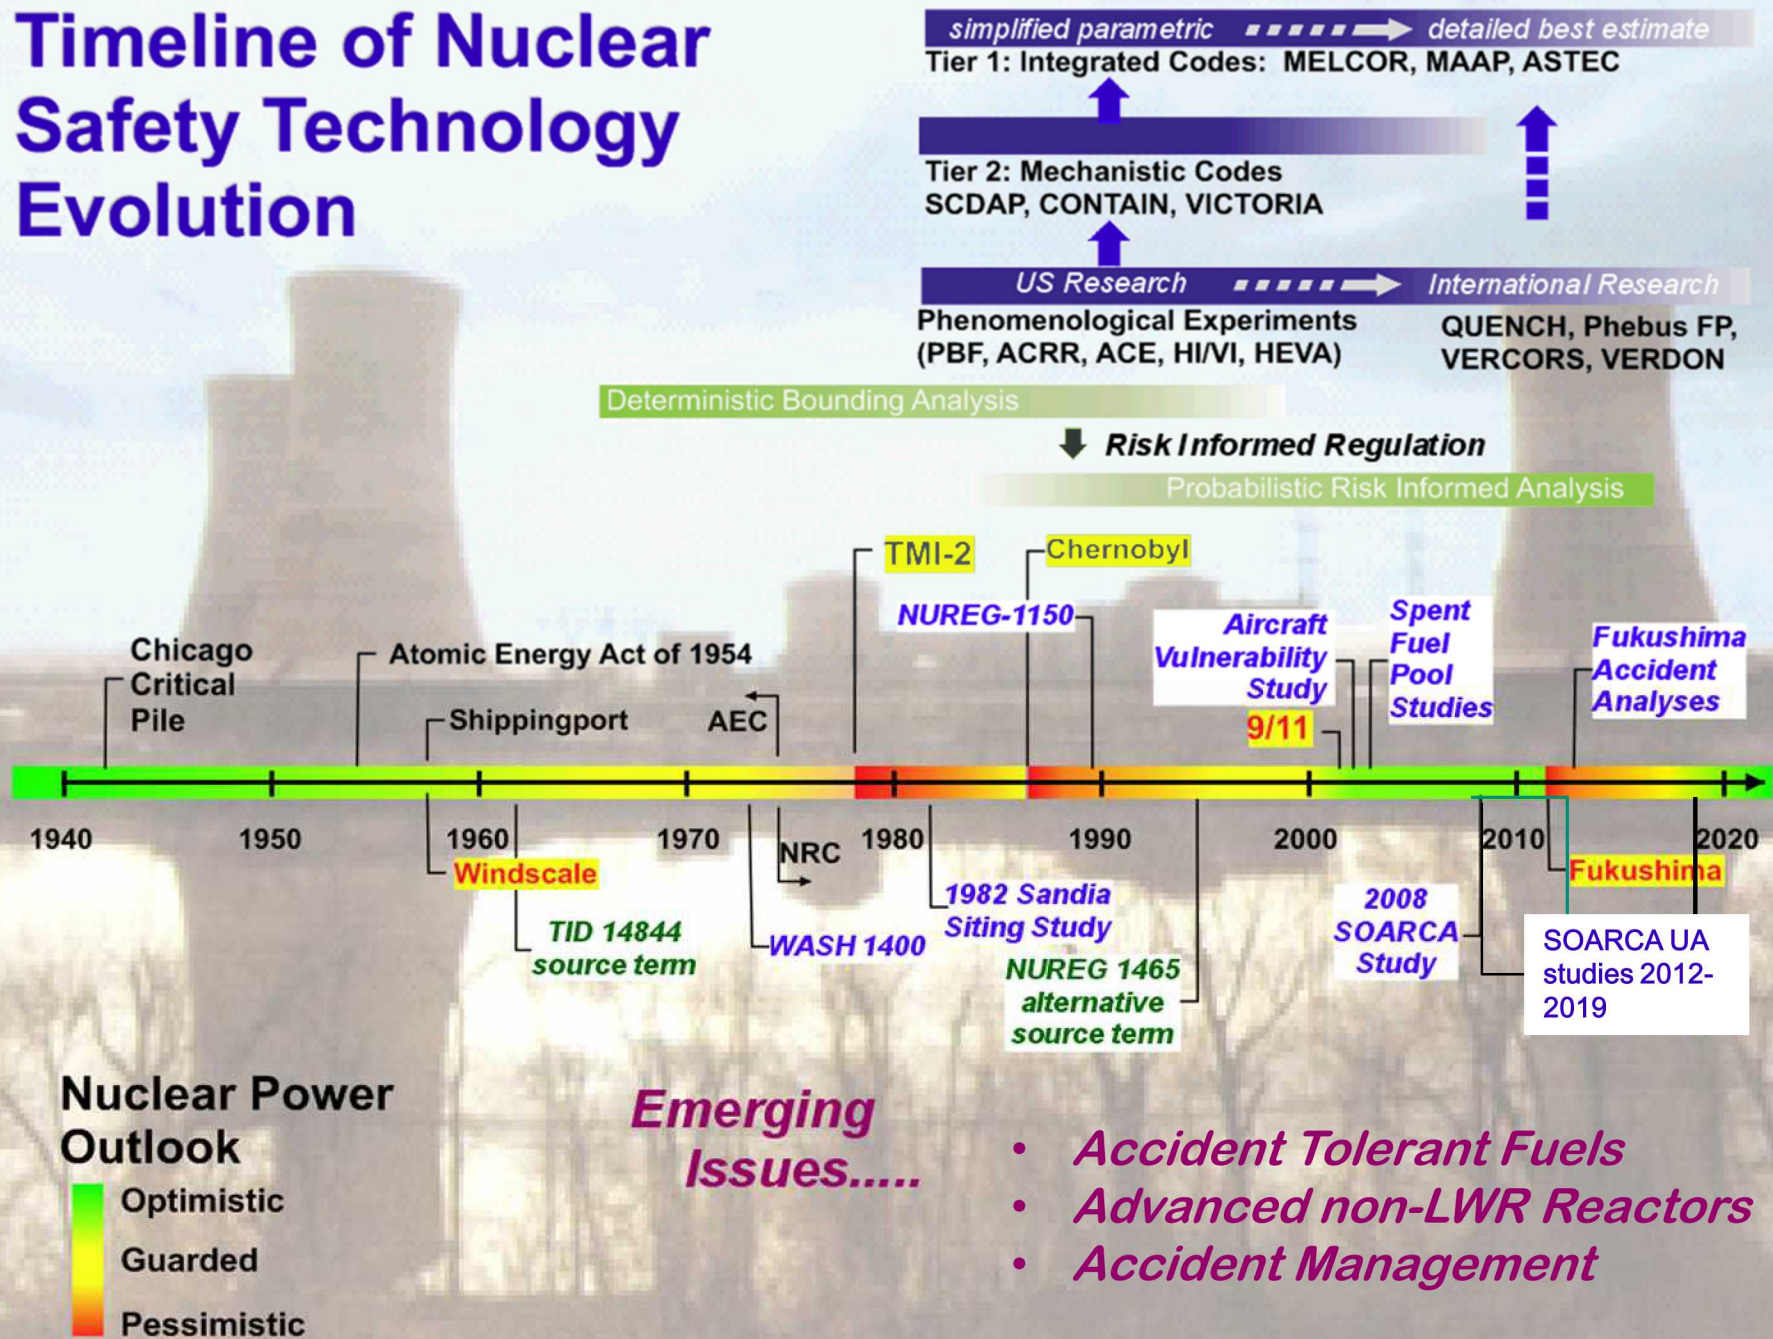 Timeline of Nuclear
Safety Technology
Evolution
simplified parametric
detailed best estimate
Tier 1: Integrated Codes: MELCOR, MAAP, ASTEC
Tier 2: Mechanistic Codes
SCDAP, CONTAIN, VICTORIA
US Research
International Research
Phenomenological Experiments
(PBF, ACRR, ACE, HI/VI, HEVA)
QUENCH, Phebus FP,
VERCORS, VERDON
Deterministic Bounding Analysis
Risk Informed Regulation
Probabilistic Risk Informed Analysis
TMI-2
Chernobyl
NUREG-1150
Aircraft
Vulnerability
Study
9/11
Spent
Fuel
Pool
Studies
Fukushima
Accident
Analyses
Chicago
Critical
Pile
Atomic Energy Act of 1954
Shippingport
AEC
1940
1950
1960
1970
1980
1990
2000
2010
2020
NRC
Windscale
Fukushima
TID 14844
source term
WASH 1400
1982 Sandia
Siting Study
NUREG 1465
alternative
source term
2008
SOARCA
Study
SOARCA UA
studies 2012-
2019
Nuclear Power
Outlook
Optimistic
Guarded
Pessimistic
Emerging
Issues.....
• Accident Tolerant Fuels
• Advanced non-LWR Reactors
• Accident Management